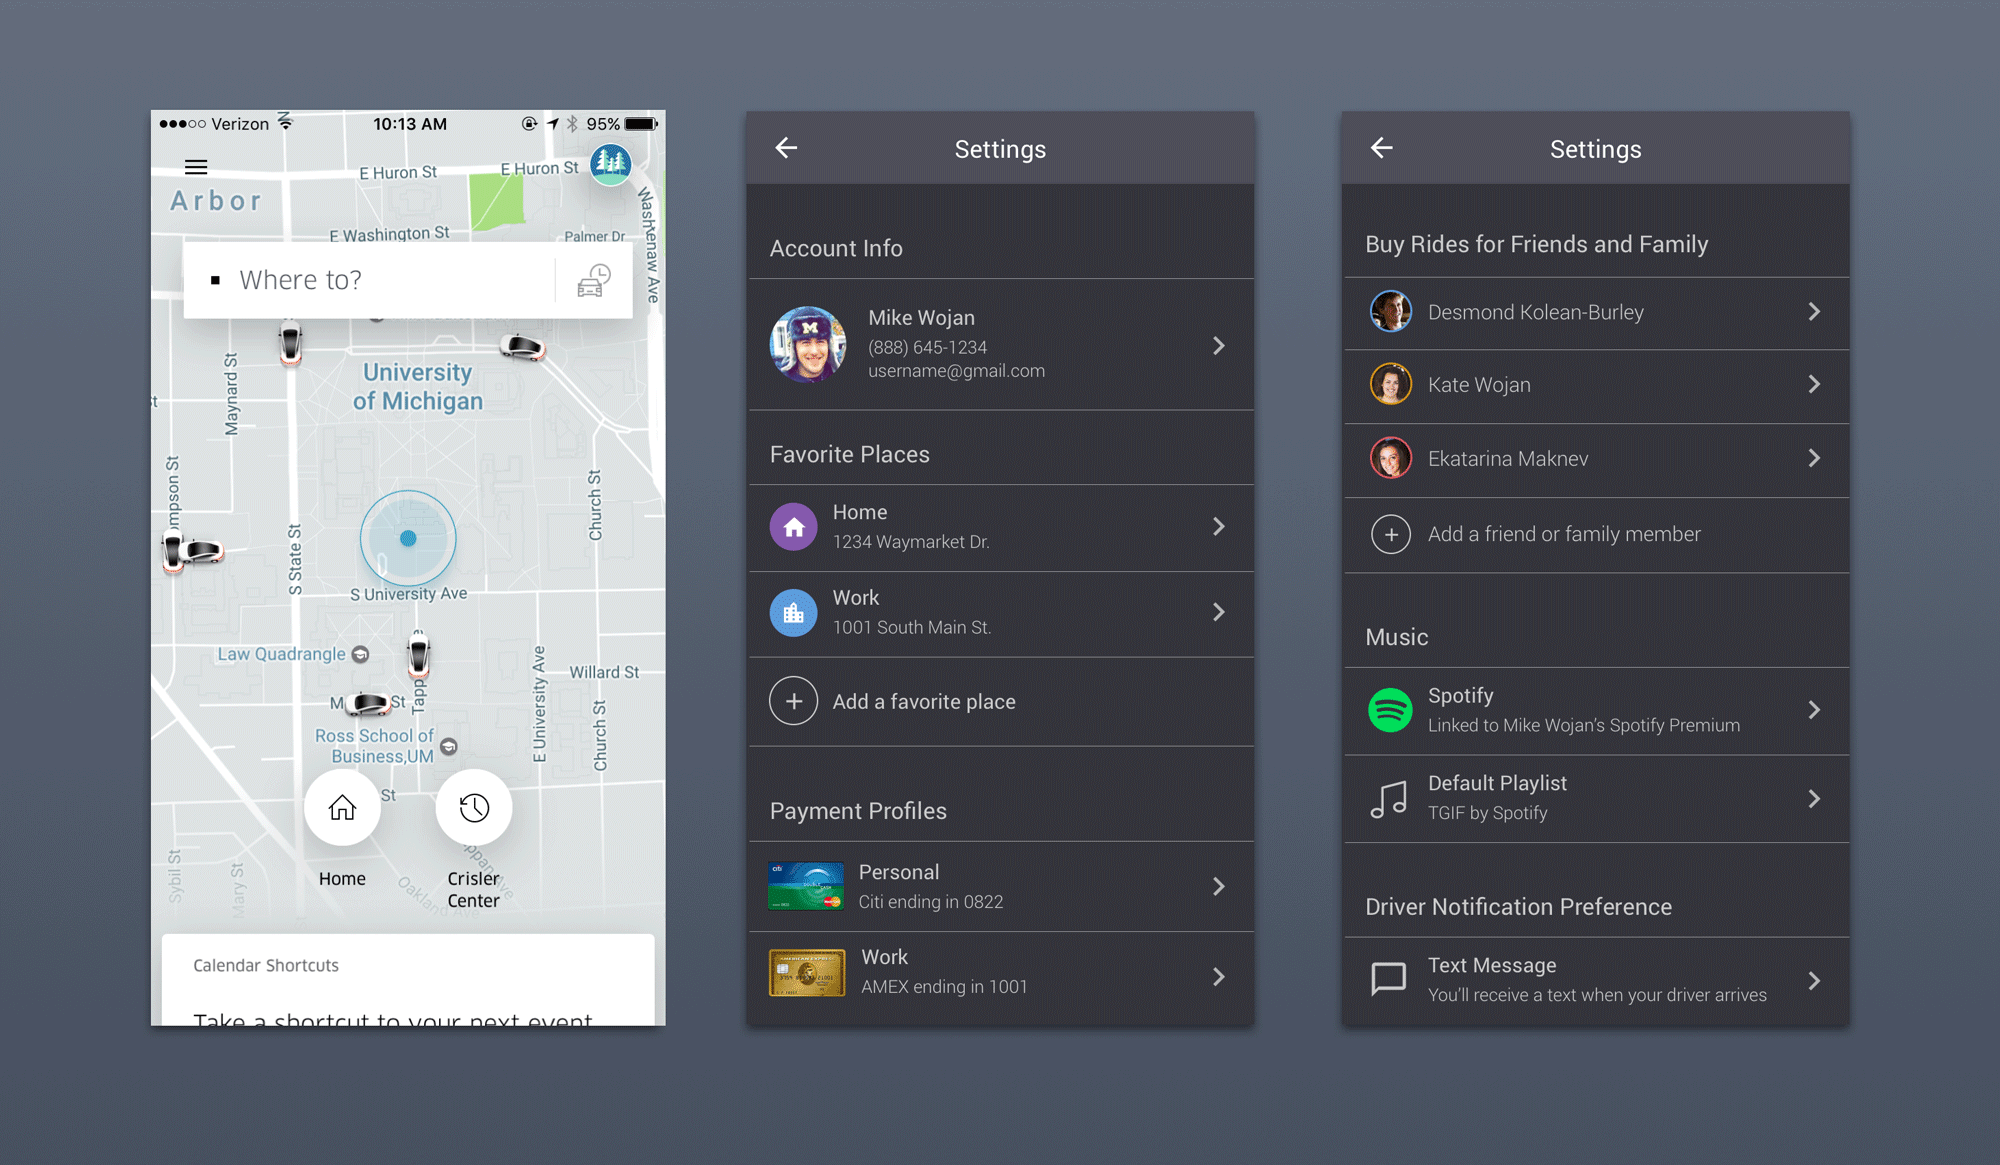 Verizon
10:13 AM
95%
N
E Huron St
E Huron St
Arbor
E Washington St
Palmer Dr
Washtenaw Ave
Where to?
Maynard St
University
of Michigan
St
ompson St
S State St
Church St
S University Ave
Law Quadrangle
Willard St
Tapp
E University Ave
M St
Church St
Ross School of
Business,UM
St
Sybil St
Mary St
Oakland Ave
Home
Crisler
Center
Calendar Shortcuts
Take a shortcut to your next event
Settings
Account Info
M
Mike Wojan
(888) 645-1234
username@gmail.com
Favorite Places
Home
1234 Waymarket Dr.
Work
1001 South Main St.
Add a favorite place
Payment Profiles
citi
Personal
Citi ending in 0822
AMERICAN EXPRESS
Work
AMEX ending in 1001
Settings
Buy Rides for Friends and Family
Desmond Kolean-Burley
Kate Wojan
Ekatarina Maknev
Add a friend or family member
Music
Spotify
Linked to Mike Wojan's Spotify Premium
Default Playlist
TGIF by Spotify
Driver Notification Preference
Text Message
You'll receive a text when your driver arrives